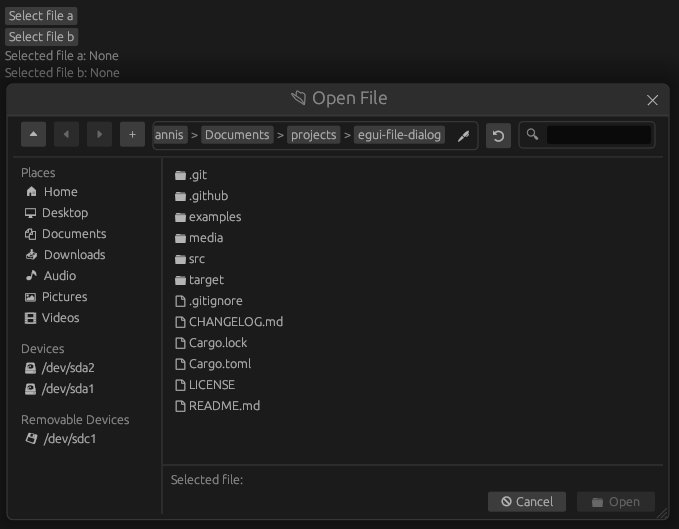 Select file a
Select file b
Selected file a: None
Selected file b: None
Open File
annis > Documents > projects > egui-file-dialog
Places
Home
Desktop
Documents
Downloads
Audio
Pictures
Videos
Devices
/dev/sda2
/dev/sda1
Removable Devices
/dev/sdc1
.git
.github
examples
media
src
target
.gitignore
CHANGELOG.md
Cargo.lock
Cargo.toml
LICENSE
README.md
Selected file:
Cancel
Open